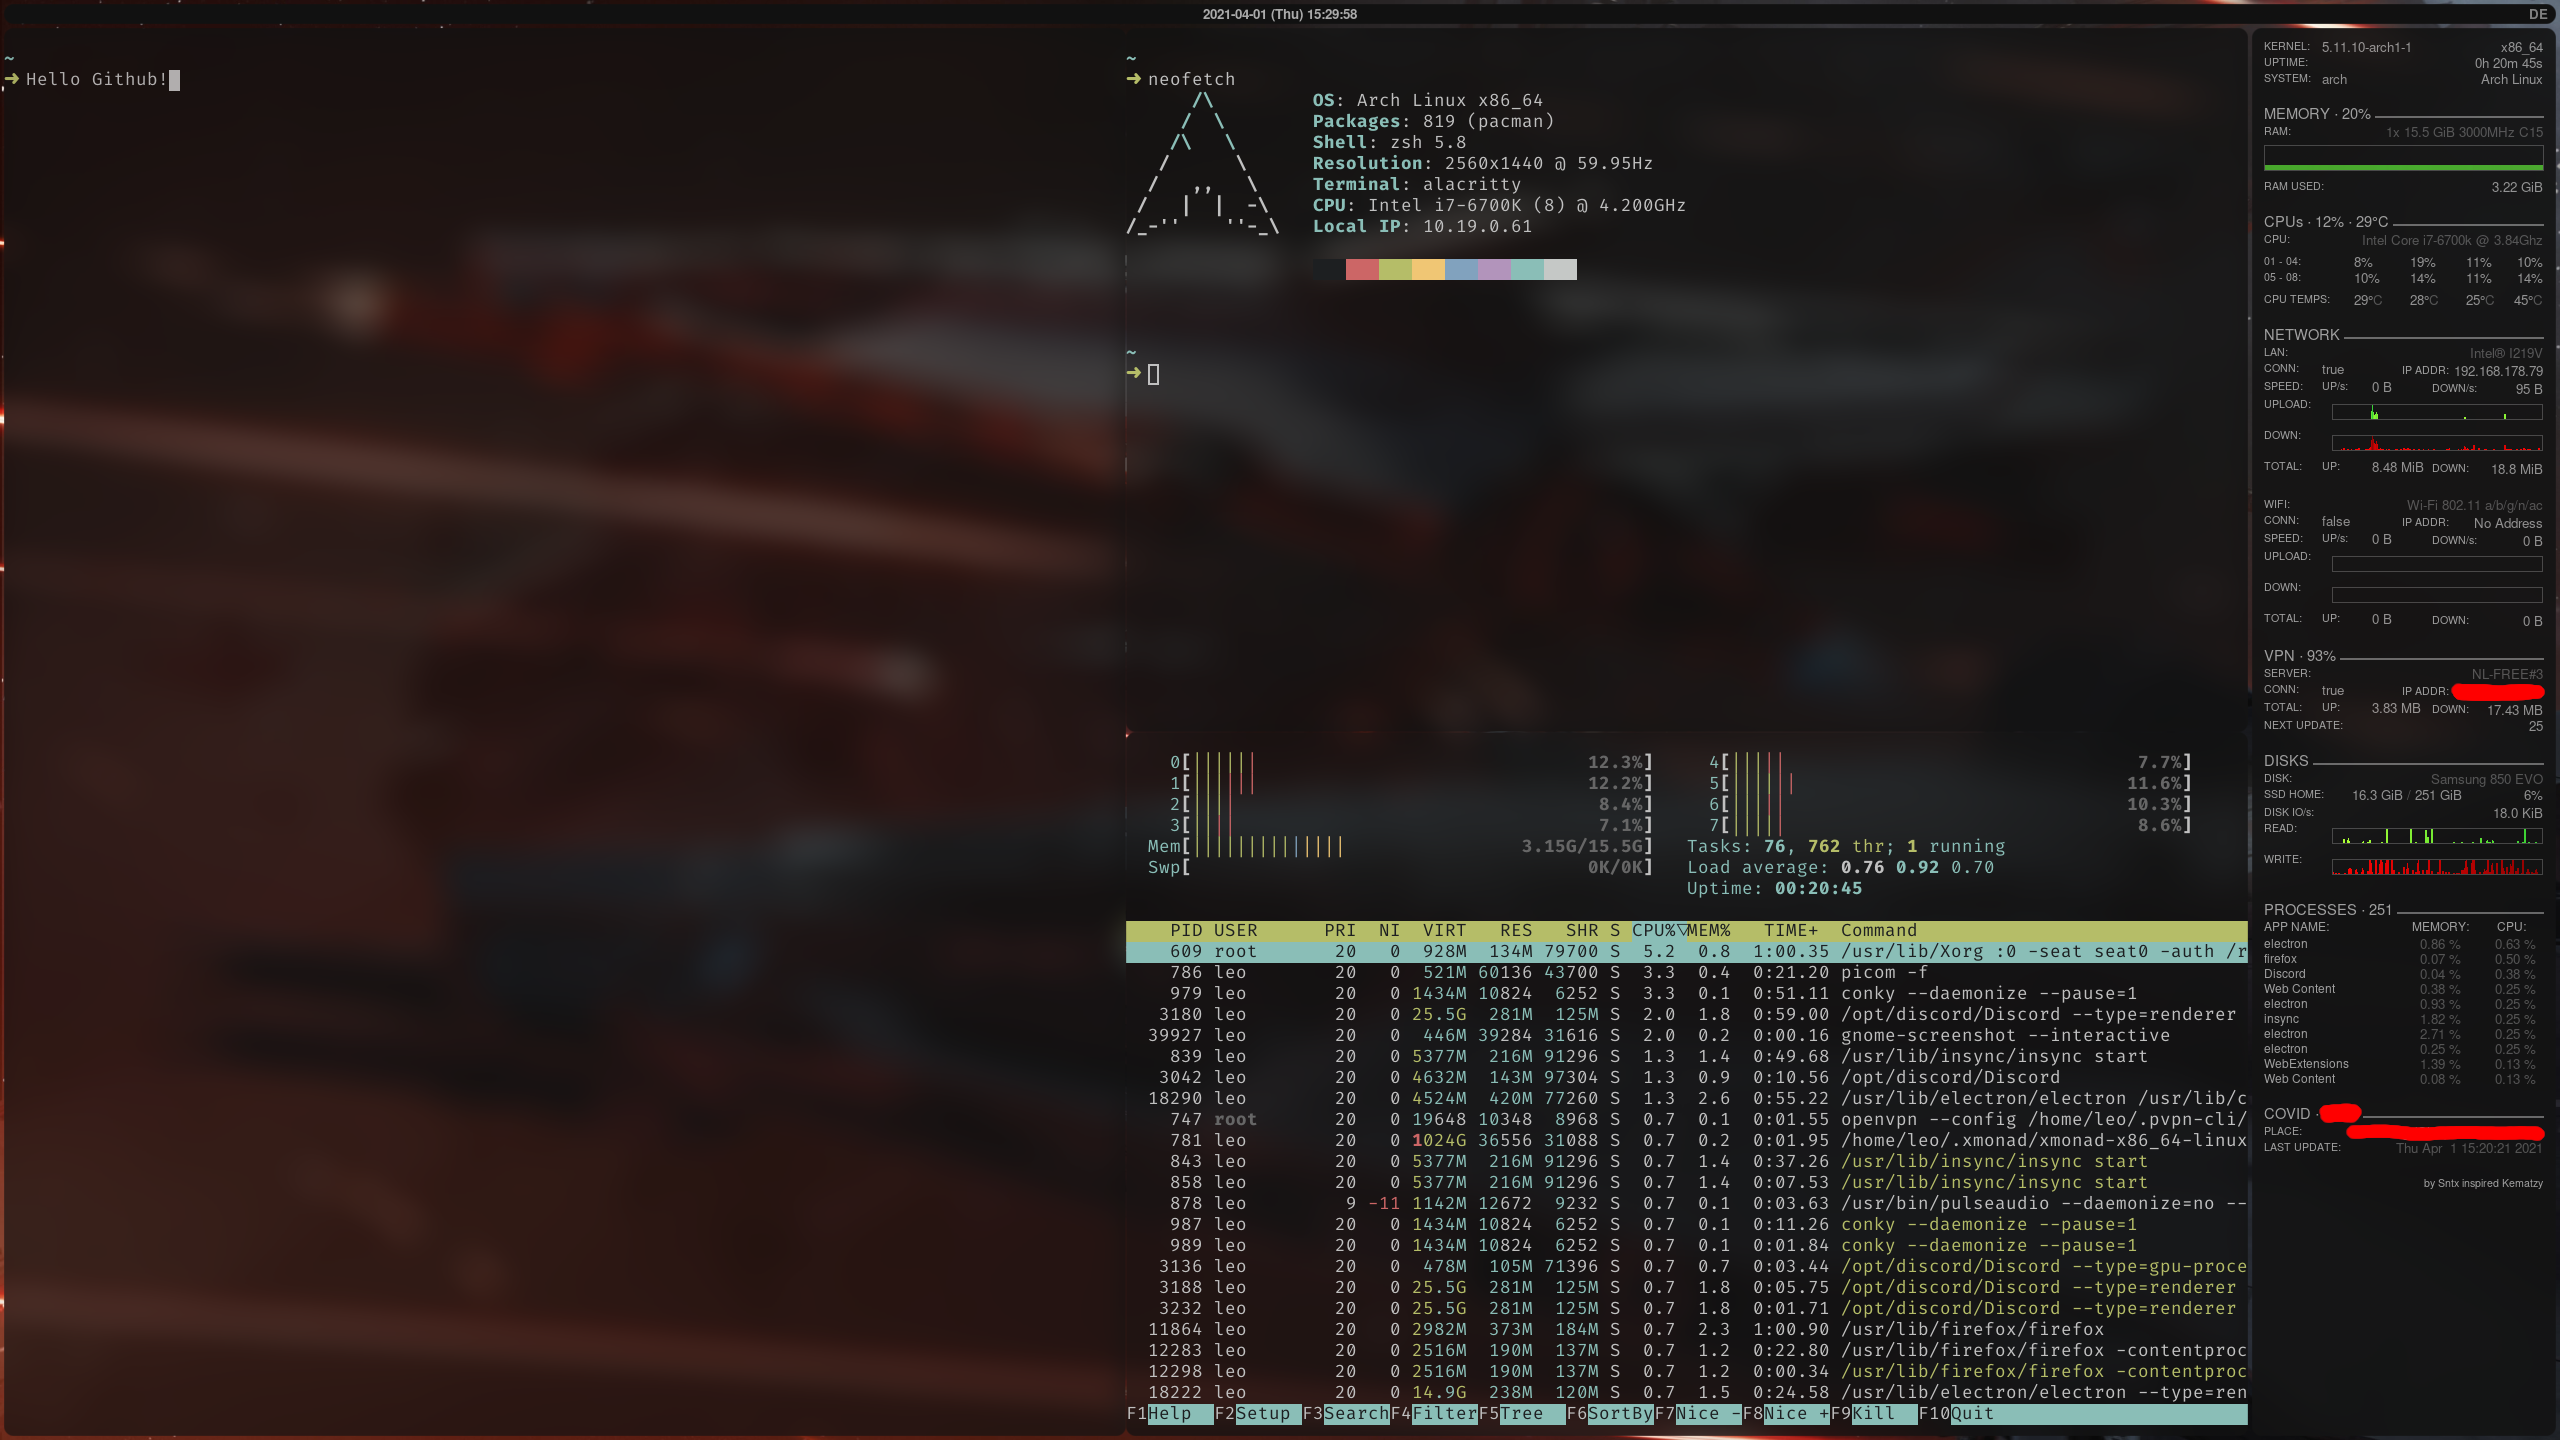 2021-04-01 (Thu) 15:29:58
DE
~
➜ Hello Github!
~
➜ neofetch
OS: Arch Linux x86_64
Packages: 819 (pacman)
Shell: zsh 5.8
Resolution: 2560x1440 @ 59.95Hz
Terminal: alacritty
CPU: Intel i7-6700K (8) @ 4.200GHz
Local IP: 10.19.0.61
~
➜
0[ 12.3%] 4[ 7.7%]
1[ 12.2%] 5[ 11.6%]
2[ 8.4%] 6[ 10.3%]
3[ 7.1%] 7[ 8.6%]
Mem[ 3.15G/15.5G] Tasks: 76, 762 thr; 1 running
Swp[ 0K/0K] Load average: 0.76 0.92 0.70
Uptime: 00:20:45
PID USER PRI NI VIRT RES SHR S CPU%▽MEM% TIME+ Command
609 root 20 0 928M 134M 79700 S 5.2 0.8 1:00.35 /usr/lib/Xorg :0 -seat seat0 -auth /r
786 leo 20 0 521M 60136 43700 S 3.3 0.4 0:21.20 picom -f
979 leo 20 0 1434M 10824 6252 S 3.3 0.1 0:51.11 conky --daemonize --pause=1
3180 leo 20 0 25.5G 281M 125M S 2.0 1.8 0:59.00 /opt/discord/Discord --type=renderer
39927 leo 20 0 446M 39284 31616 S 2.0 0.2 0:00.16 gnome-screenshot --interactive
839 leo 20 0 5377M 216M 91296 S 1.3 1.4 0:49.68 /usr/lib/insync/insync start
3042 leo 20 0 4632M 143M 97304 S 1.3 0.9 0:10.56 /opt/discord/Discord
18290 leo 20 0 4524M 420M 77260 S 1.3 2.6 0:55.22 /usr/lib/electron/electron /usr/lib/c
747 root 20 0 19648 10348 8968 S 0.7 0.1 0:01.55 openvpn --config /home/leo/.pvpn-cli/
781 leo 20 0 1024G 36556 31088 S 0.7 0.2 0:01.95 /home/leo/.xmonad/xmonad-x86_64-linux
843 leo 20 0 5377M 216M 91296 S 0.7 1.4 0:37.26 /usr/lib/insync/insync start
858 leo 20 0 5377M 216M 91296 S 0.7 1.4 0:07.53 /usr/lib/insync/insync start
878 leo 9 -11 1142M 12672 9232 S 0.7 0.1 0:03.63 /usr/bin/pulseaudio --daemonize=no --
987 leo 20 0 1434M 10824 6252 S 0.7 0.1 0:11.26 conky --daemonize --pause=1
989 leo 20 0 1434M 10824 6252 S 0.7 0.1 0:01.84 conky --daemonize --pause=1
3136 leo 20 0 478M 105M 71396 S 0.7 0.7 0:03.44 /opt/discord/Discord --type=gpu-proce
3188 leo 20 0 25.5G 281M 125M S 0.7 1.8 0:05.75 /opt/discord/Discord --type=renderer
3232 leo 20 0 25.5G 281M 125M S 0.7 1.8 0:01.71 /opt/discord/Discord --type=renderer
11864 leo 20 0 2982M 373M 184M S 0.7 2.3 1:00.90 /usr/lib/firefox/firefox
12283 leo 20 0 2516M 190M 137M S 0.7 1.2 0:22.80 /usr/lib/firefox/firefox -contentproc
12298 leo 20 0 2516M 190M 137M S 0.7 1.2 0:00.34 /usr/lib/firefox/firefox -contentproc
18222 leo 20 0 14.9G 238M 120M S 0.7 1.5 0:24.58 /usr/lib/electron/electron --type=ren
F1Help F2Setup F3SearchF4FilterF5Tree F6SortByF7Nice -F8Nice +F9Kill F10Quit
KERNEL: 5.11.10-arch1-1 x86_64
UPTIME: 0h 20m 45s
SYSTEM: arch Arch Linux
MEMORY · 20%
RAM: 1x 15.5 GiB 3000MHz C15
RAM USED: 3.22 GiB
CPUs · 12% · 29°C
CPU: Intel Core i7-6700k @ 3.84Ghz
01 - 04: 8% 19% 11% 10%
05 - 08: 10% 14% 11% 14%
CPU TEMPS: 29°C 28°C 25°C 45°C
NETWORK
LAN: Intel® I219V
CONN: true IP ADDR: 192.168.178.79
SPEED: UP/s: 0 B DOWN/s: 95 B
UPLOAD:
DOWN:
TOTAL: UP: 8.48 MiB DOWN: 18.8 MiB
WIFI: Wi-Fi 802.11 a/b/g/n/ac
CONN: false IP ADDR: No Address
SPEED: UP/s: 0 B DOWN/s: 0 B
UPLOAD:
DOWN:
TOTAL: UP: 0 B DOWN: 0 B
VPN · 93%
SERVER: NL-FREE#3
CONN: true IP ADDR:
TOTAL: UP: 3.83 MB DOWN: 17.43 MB
NEXT UPDATE: 25
DISKS
DISK: Samsung 850 EVO
SSD HOME: 16.3 GiB / 251 GiB 6%
DISK IO/s: 18.0 KiB
READ:
WRITE:
PROCESSES · 251
APP NAME: MEMORY: CPU:
electron 0.86 % 0.63 %
firefox 0.07 % 0.50 %
Discord 0.04 % 0.38 %
Web Content 0.38 % 0.25 %
electron 0.93 % 0.25 %
insync 1.82 % 0.25 %
electron 2.71 % 0.25 %
electron 0.25 % 0.25 %
WebExtensions 1.39 % 0.13 %
Web Content 0.08 % 0.13 %
COVID ·
PLACE:
LAST UPDATE: Thu Apr 1 15:20:21 2021
by Sntx inspired Kematzy